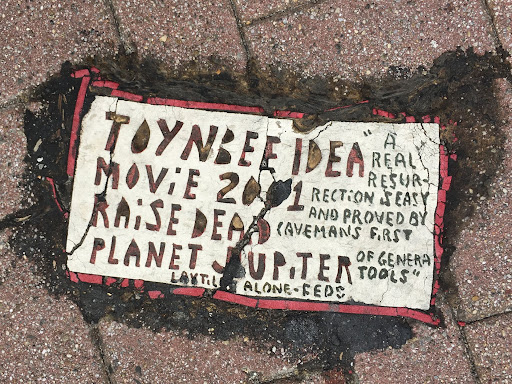 TOYNBEE IDEA
MOVIE 2001
RAISE DEAD
PLANET JUPITER
"A
REAL
RESUR-
RECTION IS EASY
AND PROVED BY
CAVEMANS FIRST
OF GENERA
TOOLS"
ALONE-FEDS